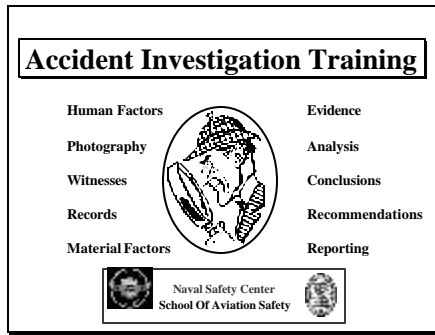 Accident Investigation Training
Human Factors
Photography
Witnesses
Records
Material Factors
Evidence
Analysis
Conclusions
Recommendations
Reporting
Naval Safety Center
School Of Aviation Safety